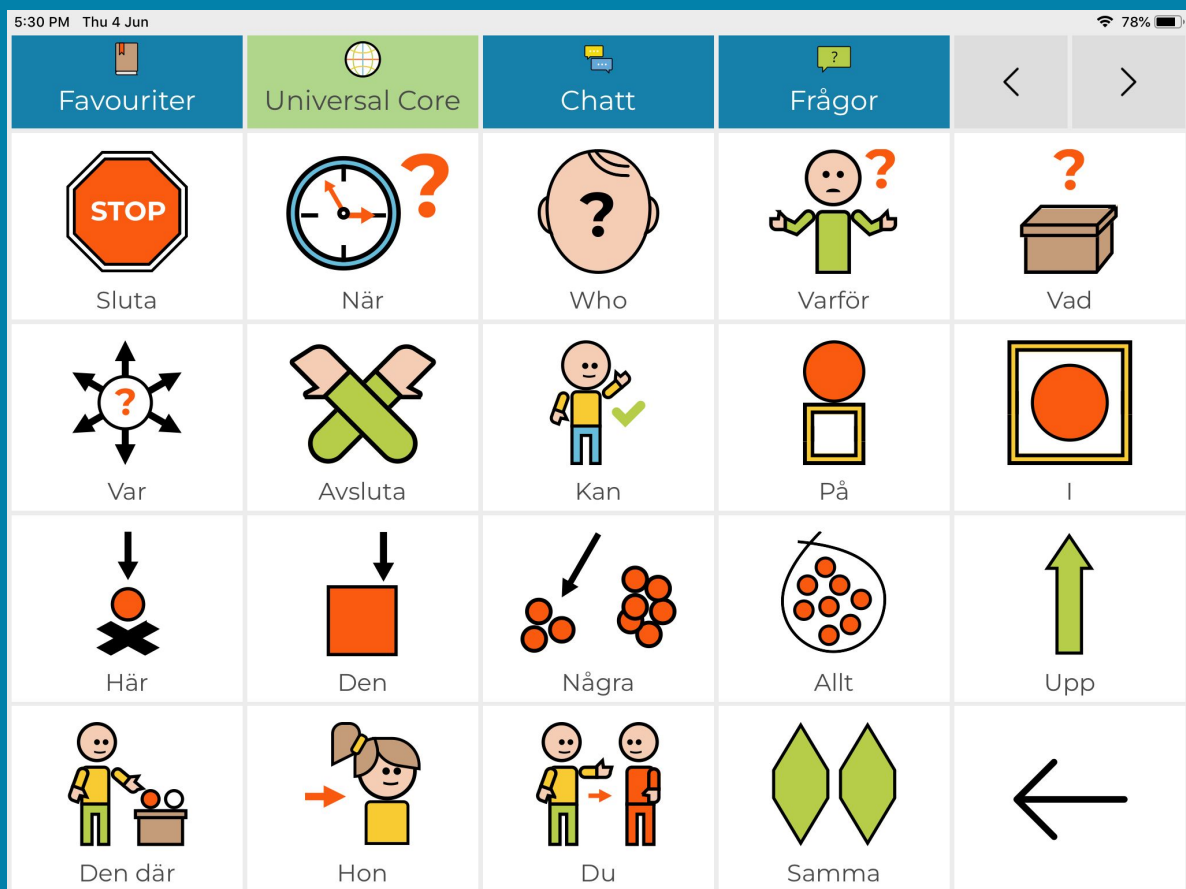 5:30 PM Thu 4 Jun 78%
Favouriter Universal Core Chatt Frågor
STOP ? ? ? ?
Sluta När Who Varför Vad
?
Var Avsluta Kan På I
Här Den Några Allt Upp
Den där Hon Du Samma